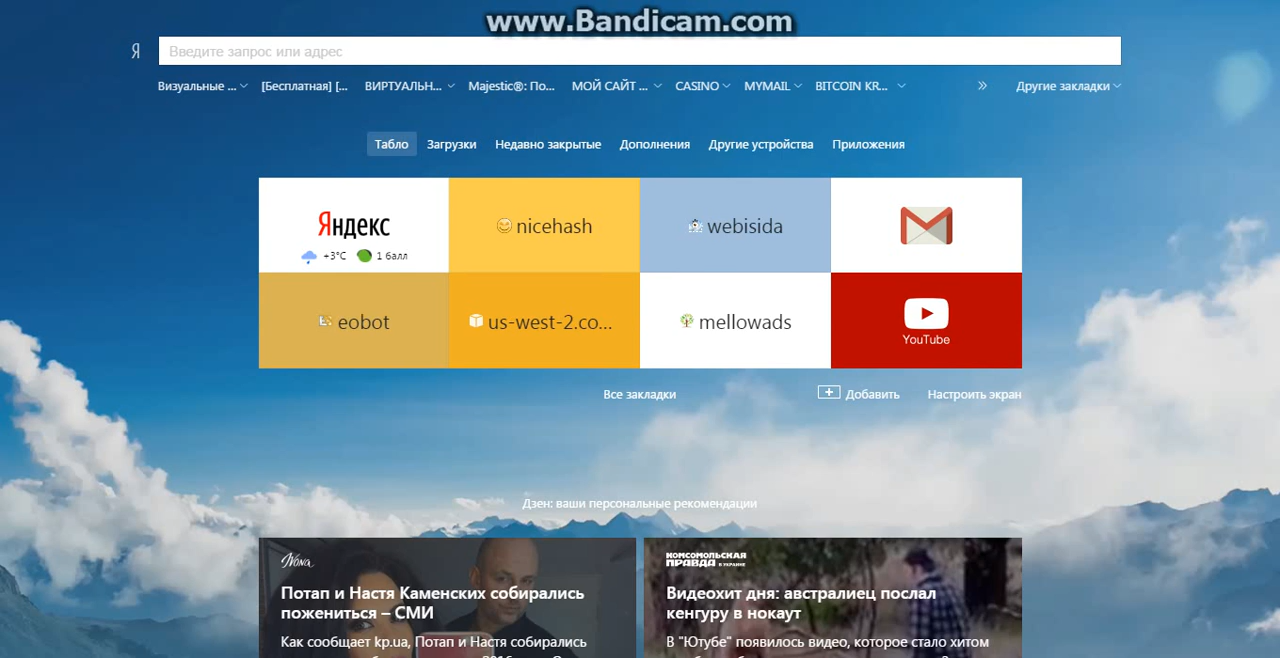 www.Bandicam.com
Я
Введите запрос или адрес
Визуальные ... [Бесплатная] [... ВИРТУАЛЬН... Majestic®: По... МОЙ САЙТ ... CASINO MYMAIL BITCOIN KR... » Другие закладки
Табло Загрузки Недавно закрытые Дополнения Другие устройства Приложения
Яндекс
+3°C 1 балл
nicehash
webisida
eobot
us-west-2.co...
mellowads
YouTube
Все закладки
Добавить
Настроить экран
Дзен: ваши персональные рекомендации
Nona
Потап и Настя Каменских собирались
пожениться – СМИ
Как сообщает kp.ua, Потап и Настя собирались
КОМСОМОЛЬСКАЯ
ПРАВДА В УКРАИНЕ
Видеохит дня: австралиец послал
кенгуру в нокаут
В "Ютубе" появилось видео, которое стало хитом